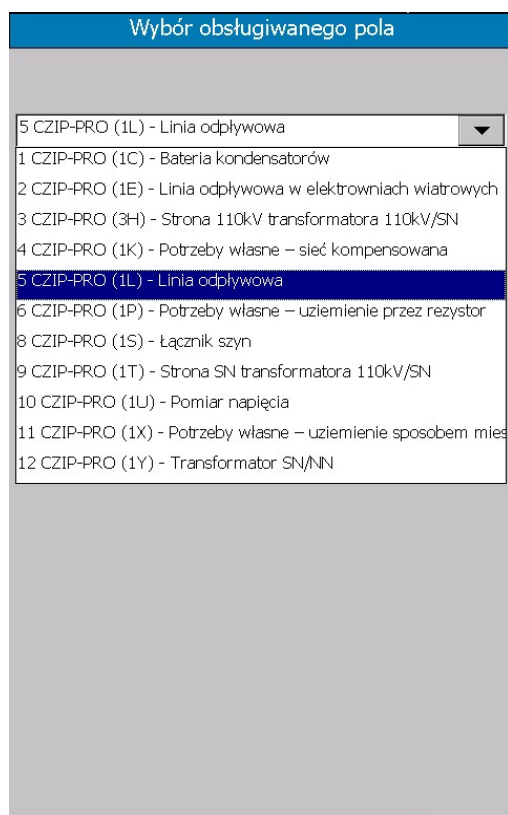 Wybór obsługiwanego pola
5 CZIP-PRO (1L) - Linia odpływowa
1 CZIP-PRO (1C) - Bateria kondensatorów
2 CZIP-PRO (1E) - Linia odpływowa w elektrowniach wiatrowych
3 CZIP-PRO (3H) - Strona 110kV transformatora 110kV/SN
4 CZIP-PRO (1K) - Potrzeby własne – sieć kompensowana
5 CZIP-PRO (1L) - Linia odpływowa
6 CZIP-PRO (1P) - Potrzeby własne – uziemienie przez rezystor
8 CZIP-PRO (1S) - Łącznik szyn
9 CZIP-PRO (1T) - Strona SN transformatora 110kV/SN
10 CZIP-PRO (1U) - Pomiar napięcia
11 CZIP-PRO (1X) - Potrzeby własne – uziemienie sposobem mies
12 CZIP-PRO (1Y) - Transformator SN/NN